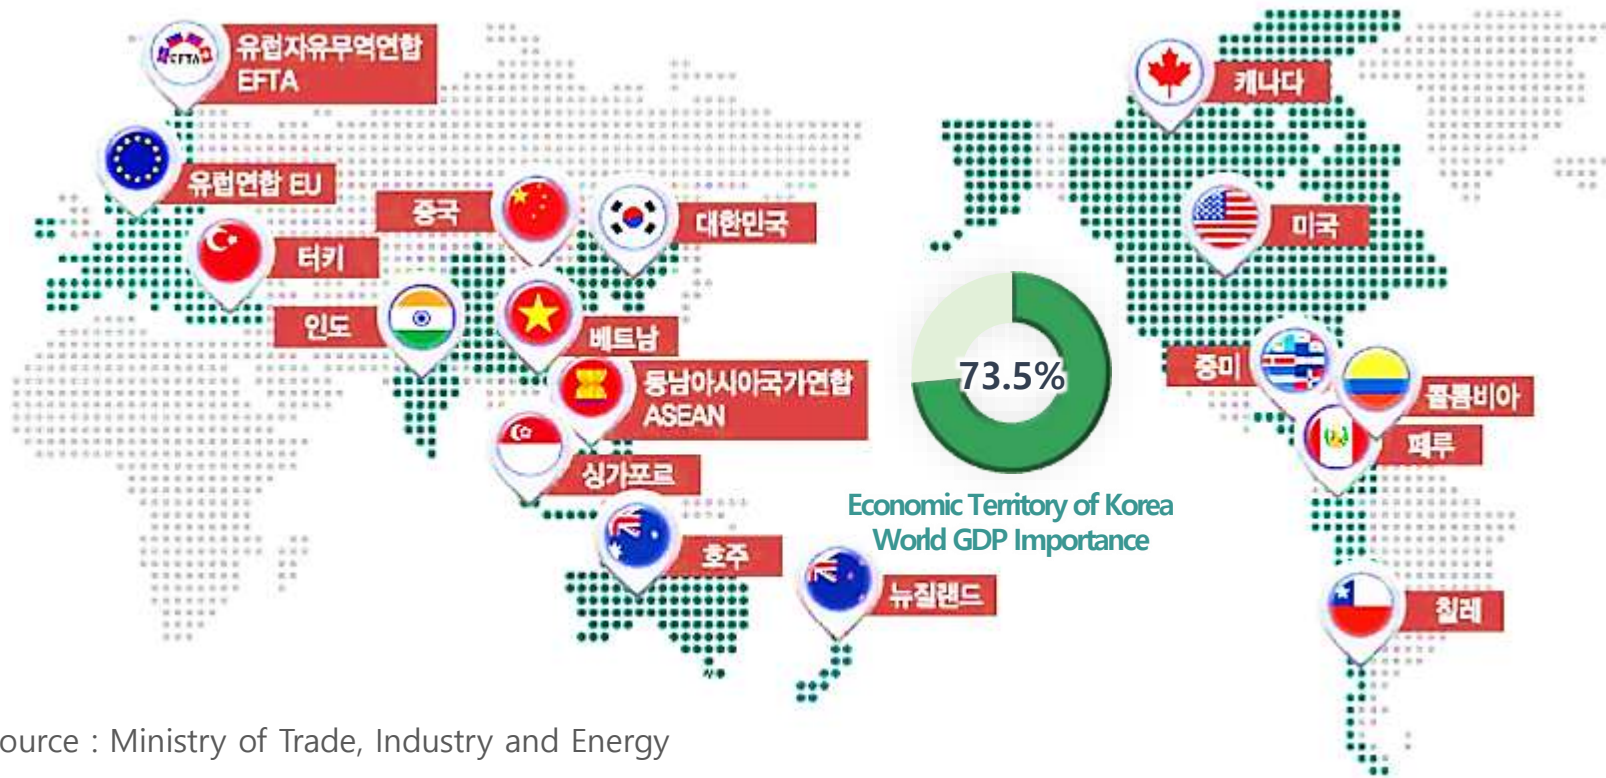 유럽자유무역연합
EFTA
캐나다
유럽연합 EU
중국
대한민국
미국
터키
인도
베트남
73.5%
중미
동남아시아국가연합
ASEAN
콜롬비아
페루
싱가포르
Economic Territory of Korea
World GDP Importance
호주
뉴질랜드
칠레
ource : Ministry of Trade, Industry and Energy